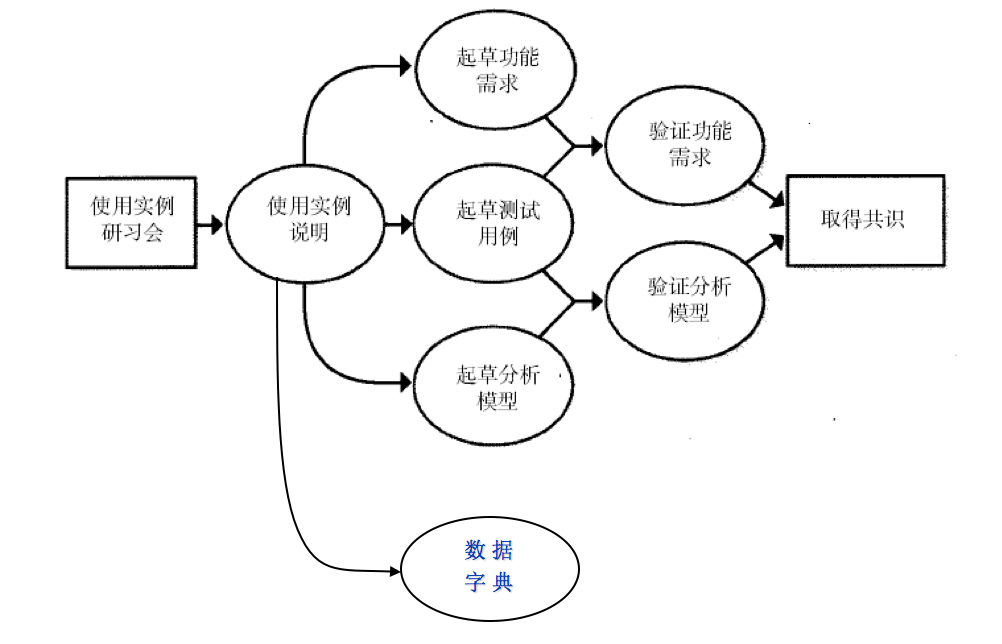 起草功能
需求
验证功能
需求
使用实例
研习会
使用实例
说明
起草测试
用例
取得共识
验证分析
模型
起草分析
模型
数据
字典